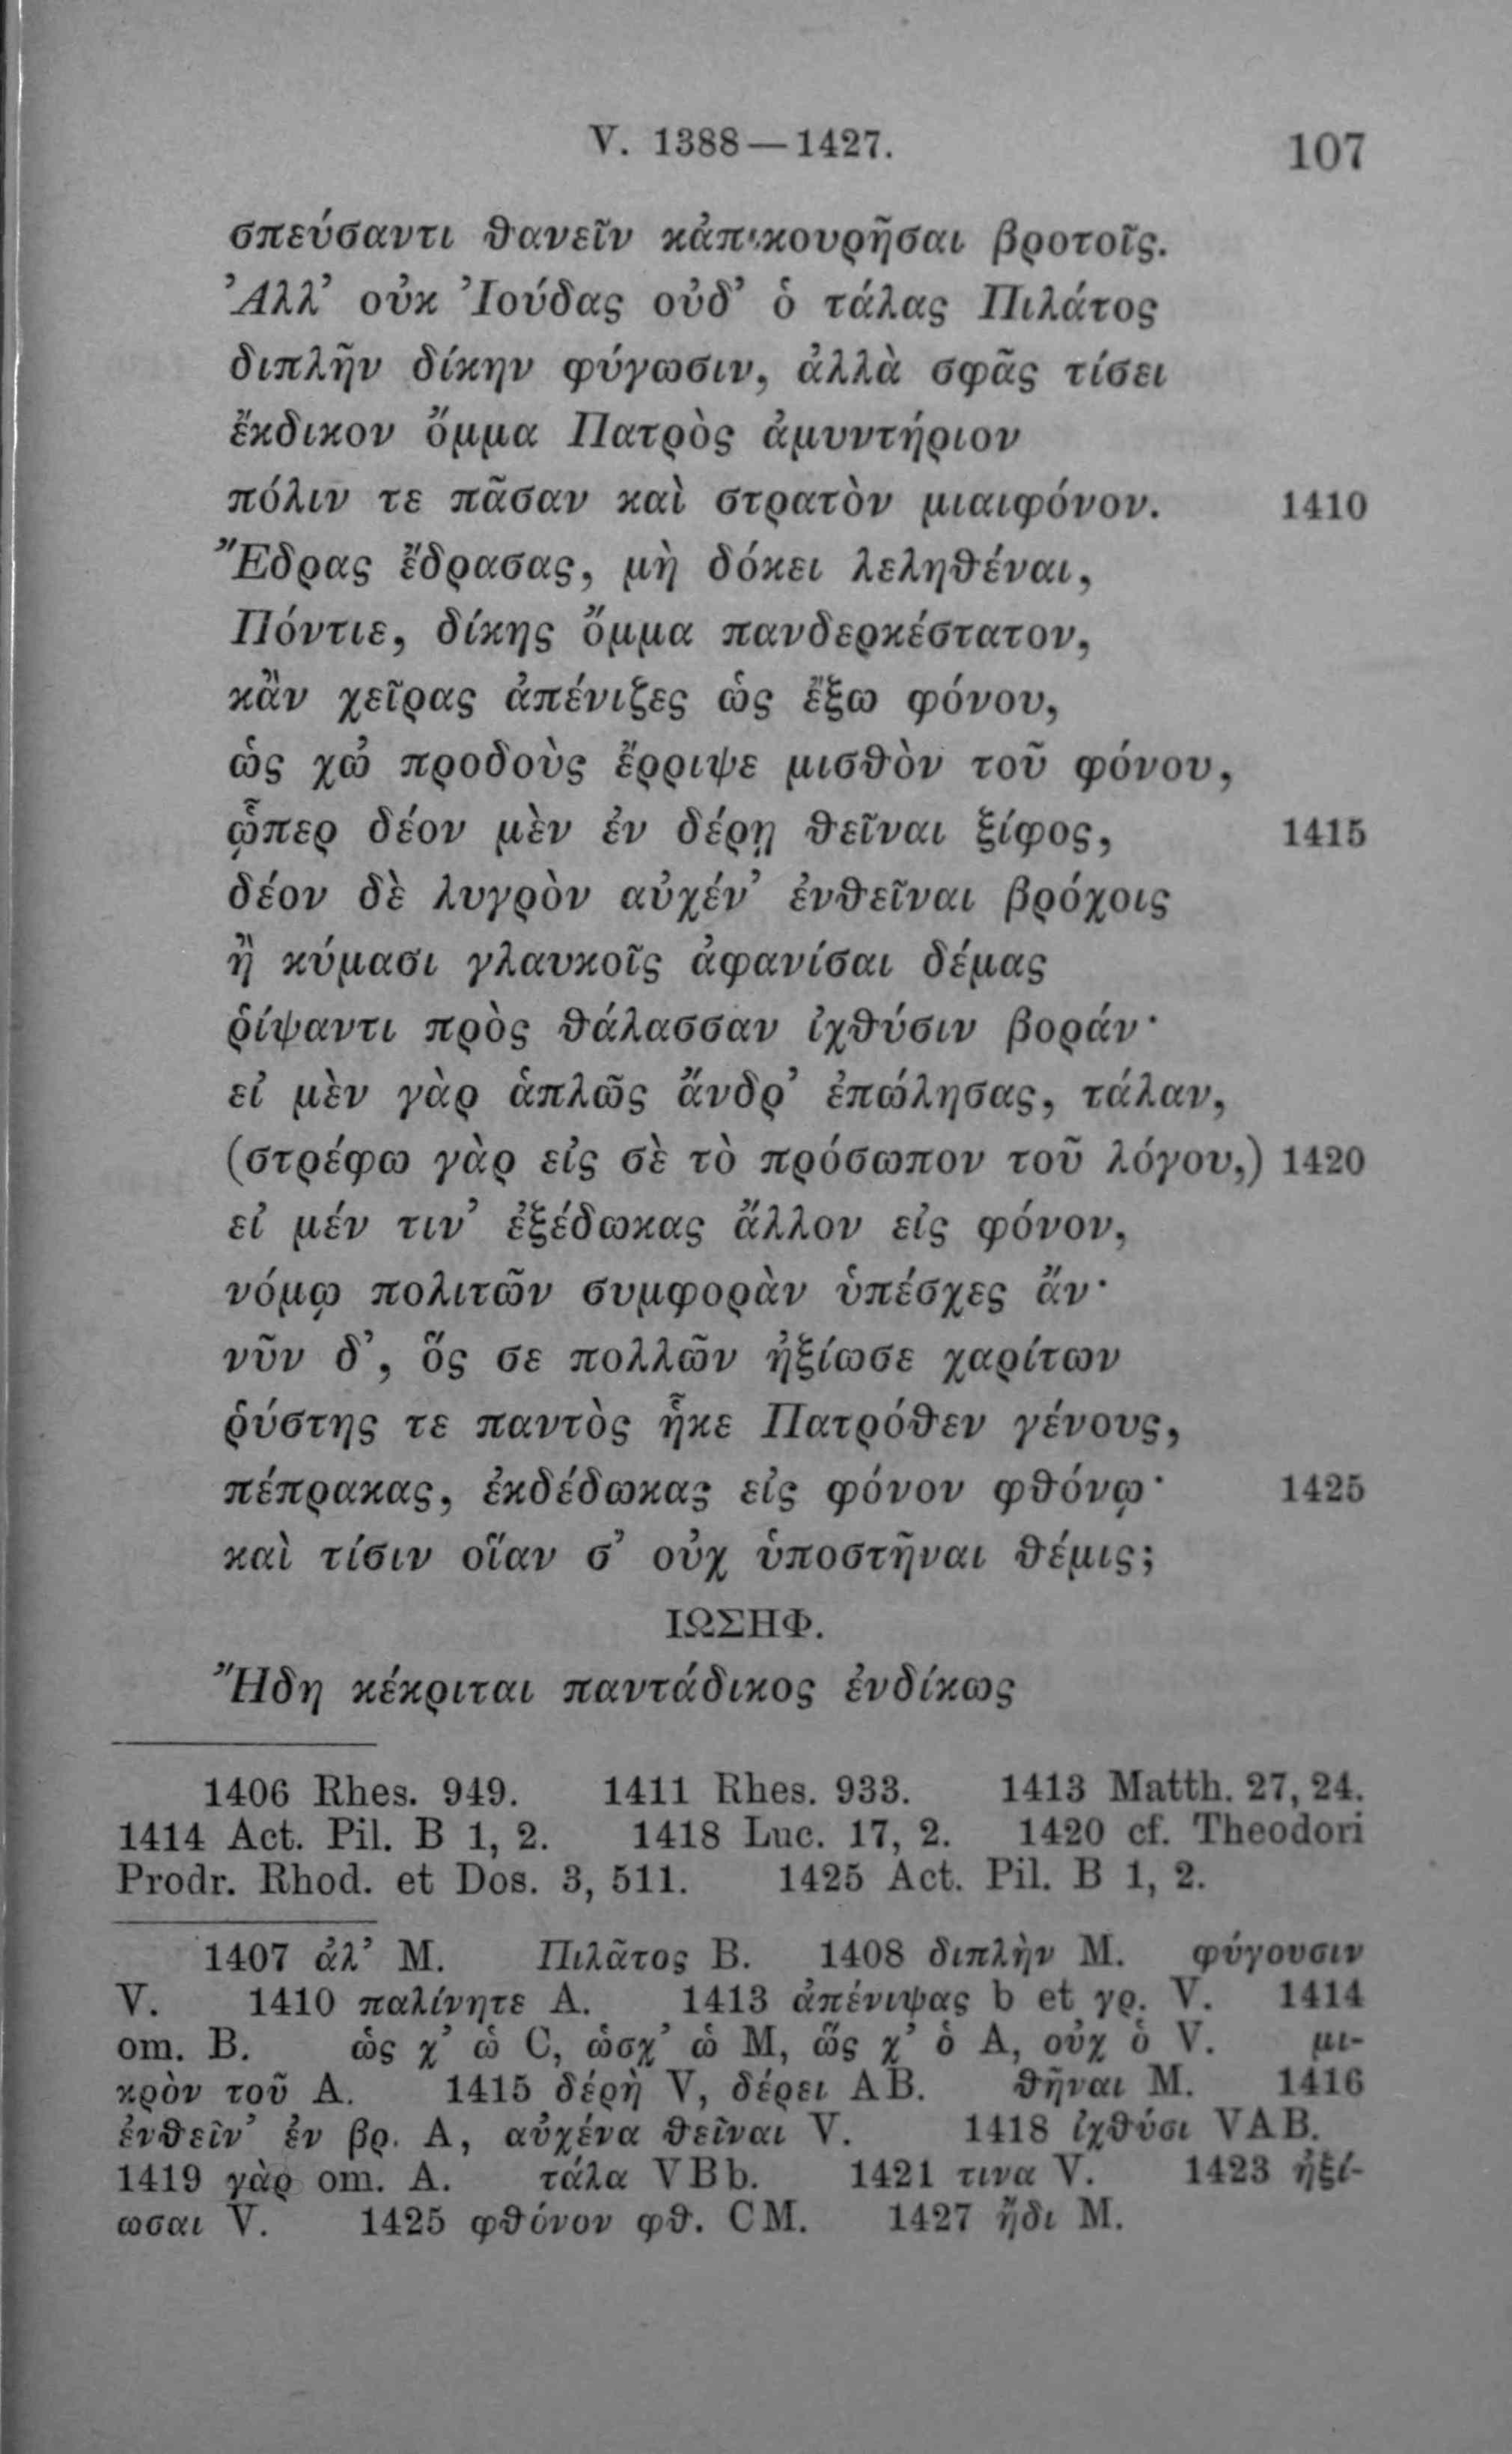 V. 1388—1427. 107
σπεύσαντι θανεῖν κἀπικουρῆσαι βροτοῖς.
Ἀλλ’ οὐκ Ἰούδας οὐδ’ ὁ τάλας Πιλάτος
διπλῆν δίκην φύγωσιν, ἀλλὰ σφᾶς τίσει
ἔκδικον ὄμμα Πατρὸς ἀμυντήριον
πόλιν τε πᾶσαν καὶ στρατὸν μιαιφόνον. 1410
Ἔδρας ἔδρασας, μὴ δόκει λεληθέναι,
Πόντιε, δίκης ὄμμα πανδερκέστατον,
κἂν χεῖρας ἀπένιζες ὡς ἔξω φόνου,
ὡς χὠ προδοὺς ἔρριψε μισθὸν τοῦ φόνου,
ᾧπερ δέον μὲν ἐν δέρῃ θεῖναι ξίφος, 1415
δέον δὲ λυγρὸν αὐχέν’ ἐνθεῖναι βρόχοις
ἢ κύμασι γλαυκοῖς ἀφανίσαι δέμας
ῥίψαντι πρὸς θάλασσαν ἰχθύσιν βοράν·
εἰ μὲν γὰρ ἁπλῶς ἄνδρ’ ἐπώλησας, τάλαν,
(στρέφω γὰρ εἰς σὲ τὸ πρόσωπον τοῦ λόγου,) 1420
εἰ μέν τιν’ ἐξέδωκας ἄλλον εἰς φόνον,
νόμῳ πολιτῶν συμφορὰν ὑπέσχες ἄν·
νῦν δ’, ὅς σε πολλῶν ἠξίωσε χαρίτων
ῥύστης τε παντὸς ἧκε Πατρόθεν γένους,
πέπρακας, ἐκδέδωκας εἰς φόνον φθόνῳ· 1425
καὶ τίσιν οἵαν σ’ οὐχ ὑποστῆναι θέμις;
ΙΩΣΗΦ.
Ἤδη κέκριται παντάδικος ἐνδίκως
1406 Rhes. 949. 1411 Rhes. 933. 1413 Matth. 27, 24.
1414 Act. Pil. B 1, 2. 1418 Luc. 17, 2. 1420 cf. Theodori
Prodr. Rhod. et Dos. 3, 511. 1425 Act. Pil. B 1, 2.
1407 ἀλ’ M. Πιλᾶτος B. 1408 διπλὴν M. φύγουσιν
V. 1410 παλίνητε A. 1413 ἀπένιψας b et γρ. V. 1414
om. B. ὡς χ’ ὡ C, ὡσχ’ ὡ M, ὥς χ’ ὁ A, οὐχ ὁ V. μι-
κρὸν τοῦ A. 1415 δέρὴ V, δέρει AB. θῆναι M. 1416
ἐνθεῖν’ ἐν βρ. A, αὐχένα θεῖναι V. 1418 ἰχθύσι VAB.
1419 γὰρ om. A. τάλα VBb. 1421 τινα V. 1423 ἠξί-
ωσαι V. 1425 φθόνον φθ. CM. 1427 ἤδι M.